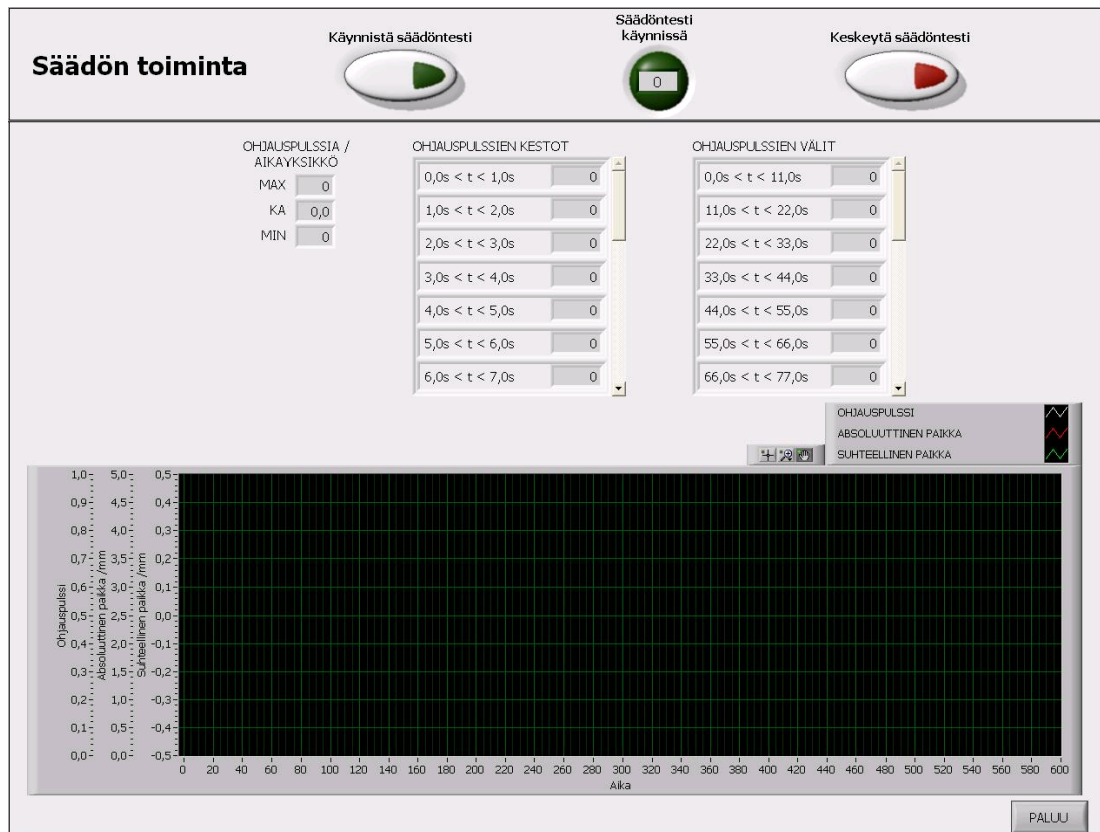 Säädön toiminta
Käynnistä säädöntesti
Säädöntesti
käynnissä
0
Keskeytä säädöntesti
OHJAUSPULSSIA /
AIKAYKSIKKÖ
MAX 0
KA 0,0
MIN 0
OHJAUSPULSSIEN KESTOT
0,0s < t < 1,0s 0
1,0s < t < 2,0s 0
2,0s < t < 3,0s 0
3,0s < t < 4,0s 0
4,0s < t < 5,0s 0
5,0s < t < 6,0s 0
6,0s < t < 7,0s 0
OHJAUSPULSSIEN VÄLIT
0,0s < t < 11,0s 0
11,0s < t < 22,0s 0
22,0s < t < 33,0s 0
33,0s < t < 44,0s 0
44,0s < t < 55,0s 0
55,0s < t < 66,0s 0
66,0s < t < 77,0s 0
OHJAUSPULSSI
ABSOLUUTTINEN PAIKKA
SUHTEELLINEN PAIKKA
Ohjauspulssi
Absoluuttinen paikka /mm
Suhteellinen paikka /mm
1,0 5,0 0,5
0,9 4,5 0,4
0,8 4,0 0,3
0,7 3,5 0,2
0,6 3,0 0,1
0,5 2,5 0,0
0,4 2,0 -0,1
0,3 1,5 -0,2
0,2 1,0 -0,3
0,1 0,5 -0,4
0,0 0,0 -0,5
0 20 40 60 80 100 120 140 160 180 200 220 240 260 280 300 320 340 360 380 400 420 440 460 480 500 520 540 560 580 600
Aika
PALUU